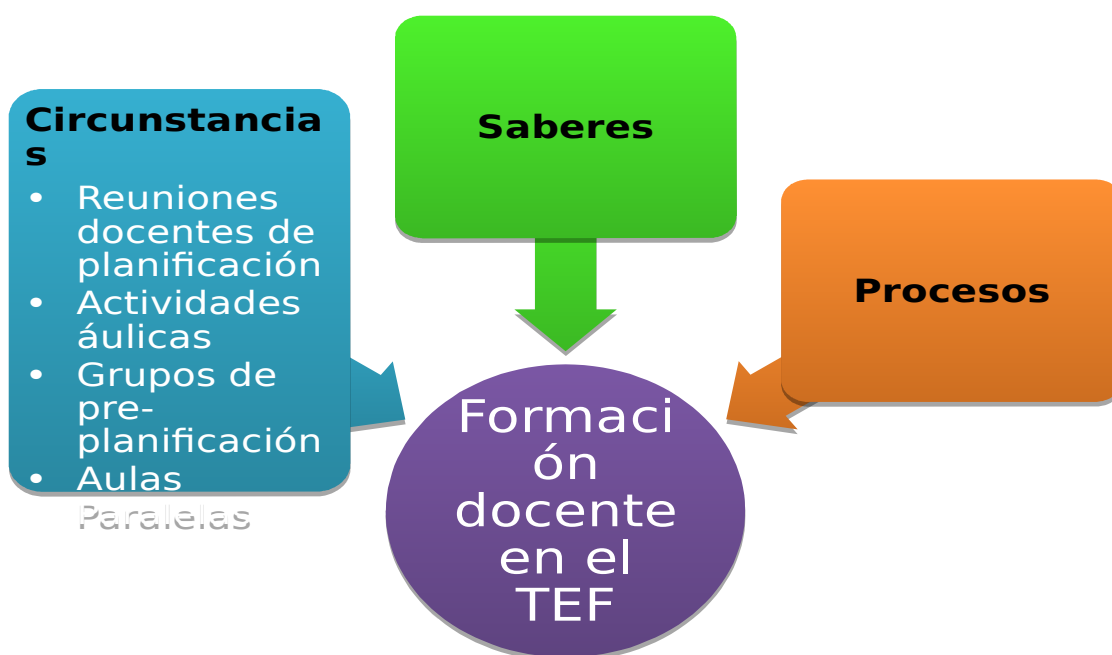 Circunstancia
s
• Reuniones
docentes de
planificación
• Actividades
áulicas
• Grupos de
pre-
planificación
• Aulas
Paralelas
Saberes
Procesos
Formaci
ón
docente
en el
TEF